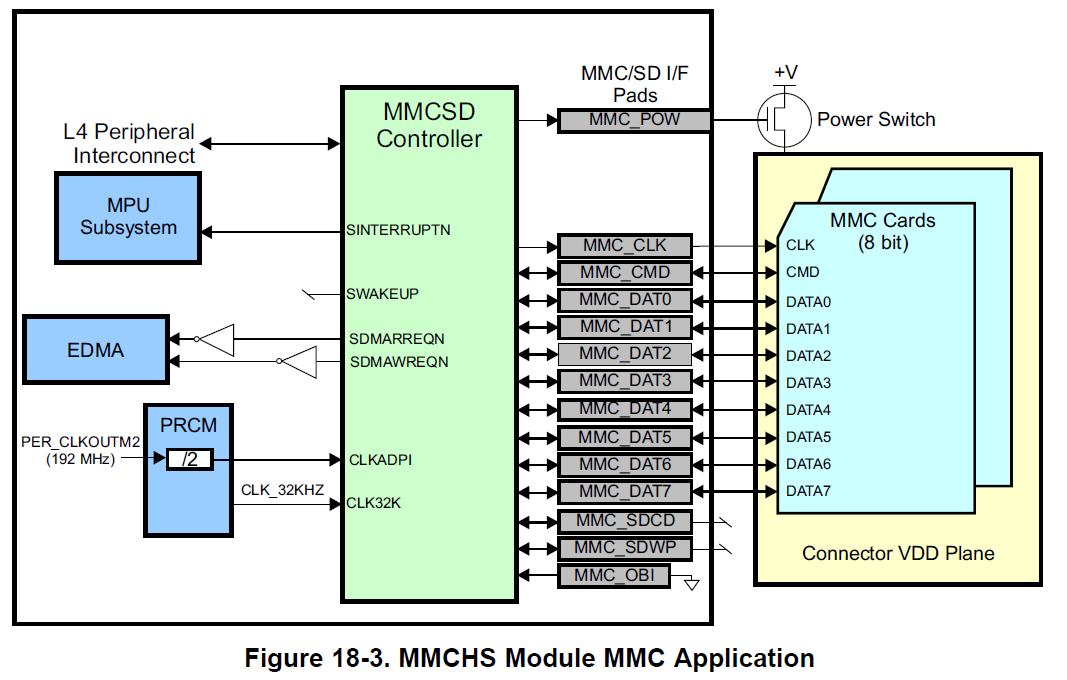 MMC/SD I/F
Pads
+V
MMCSD
Controller
MMC_POW
Power Switch
L4 Peripheral
Interconnect
MPU
Subsystem
SINTERRUPTN
SWAKEUP
EDMA
SDMARREQN
SDMAWREQN
PRCM
PER_CLKOUTM2
(192 MHz)
/2
CLKADPI
CLK_32KHZ
CLK32K
MMC_CLK
MMC_CMD
MMC_DAT0
MMC_DAT1
MMC_DAT2
MMC_DAT3
MMC_DAT4
MMC_DAT5
MMC_DAT6
MMC_DAT7
MMC_SDCD
MMC_SDWP
MMC_OBI
MMC Cards
(8 bit)
CLK
CMD
DATA0
DATA1
DATA2
DATA3
DATA4
DATA5
DATA6
DATA7
Connector VDD Plane
Figure 18-3. MMCHS Module MMC Application